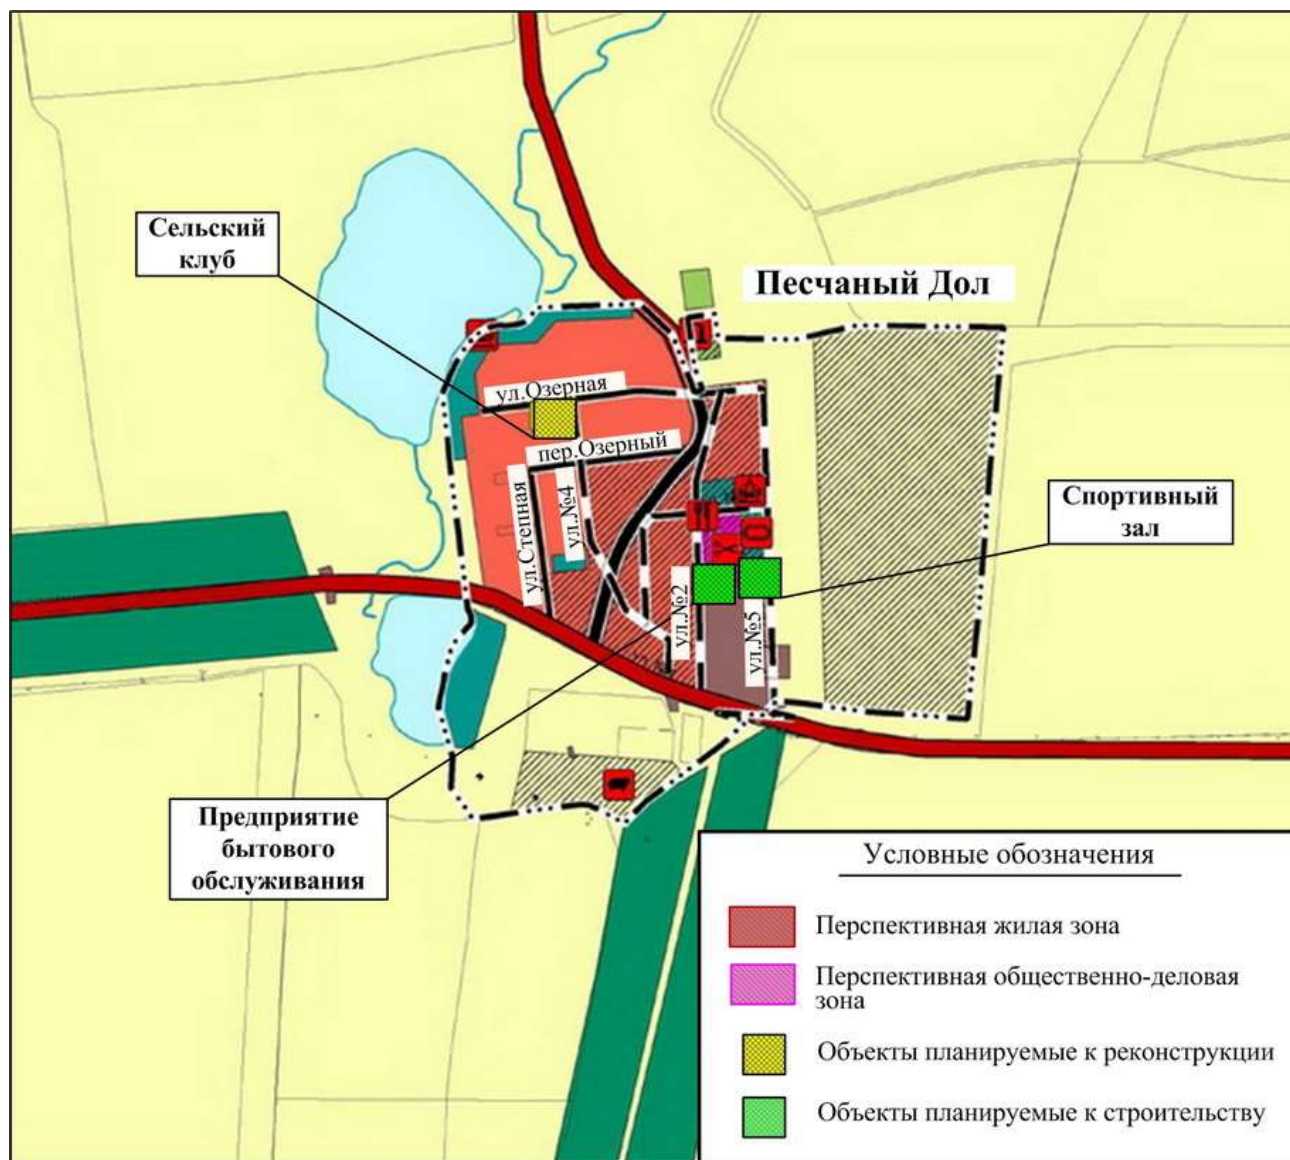 Сельский
клуб
Песчаный Дол
ул.Озерная
пер.Озерный
ул.Степная
ул.№4
Спортивный
зал
ул.№2
ул.№5
Предприятие
бытового
обслуживания
Условные обозначения
Перспективная жилая зона
Перспективная общественно-деловая
зона
Объекты планируемые к реконструкции
Объекты планируемые к строительству